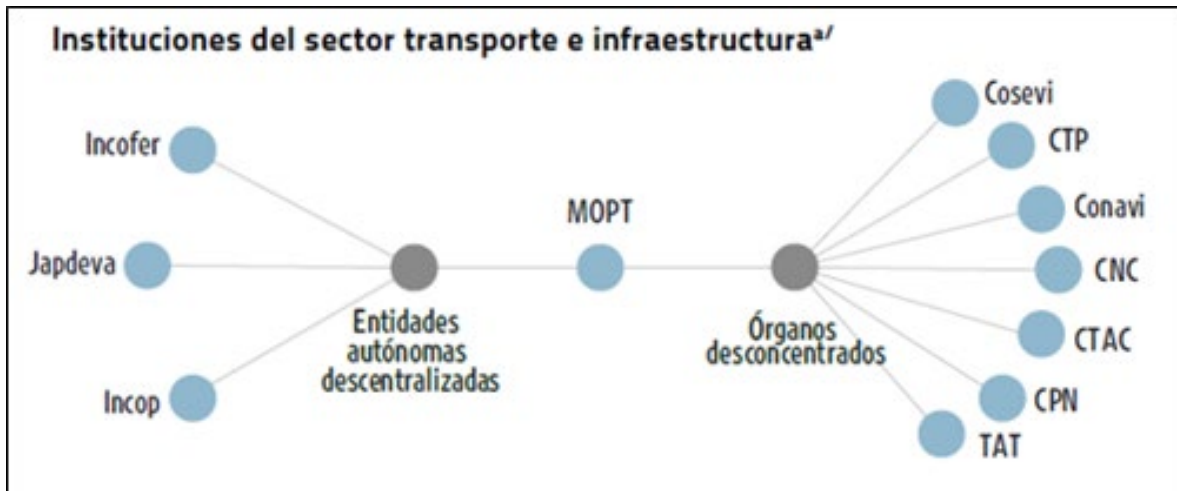 Instituciones del sector transporte e infraestructuraᵃ/
Incofer
Japdeva
Incop
Entidades
autónomas
descentralizadas
MOPT
Órganos
desconcentrados
Cosevi
CTP
Conavi
CNC
CTAC
CPN
TAT